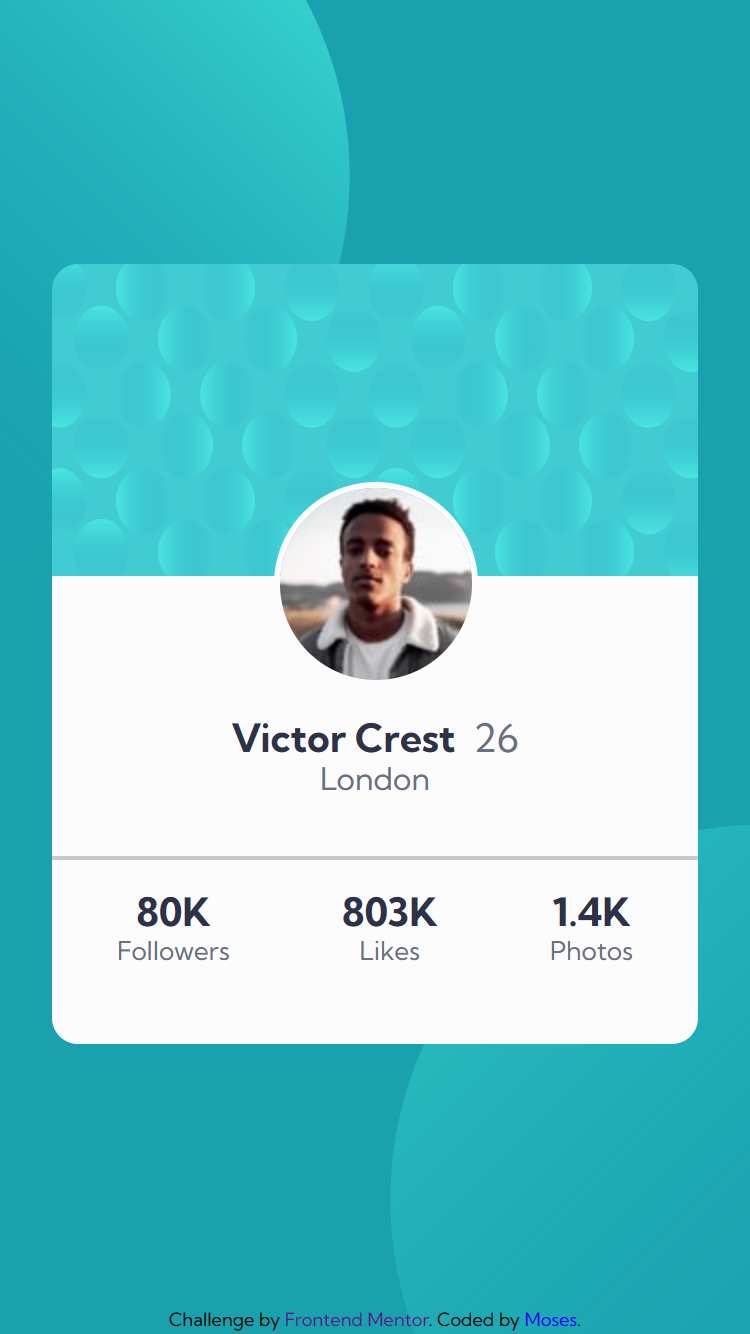 Victor Crest 26
London
80K 803K 1.4K
Followers Likes Photos
Challenge by Frontend Mentor. Coded by Moses.